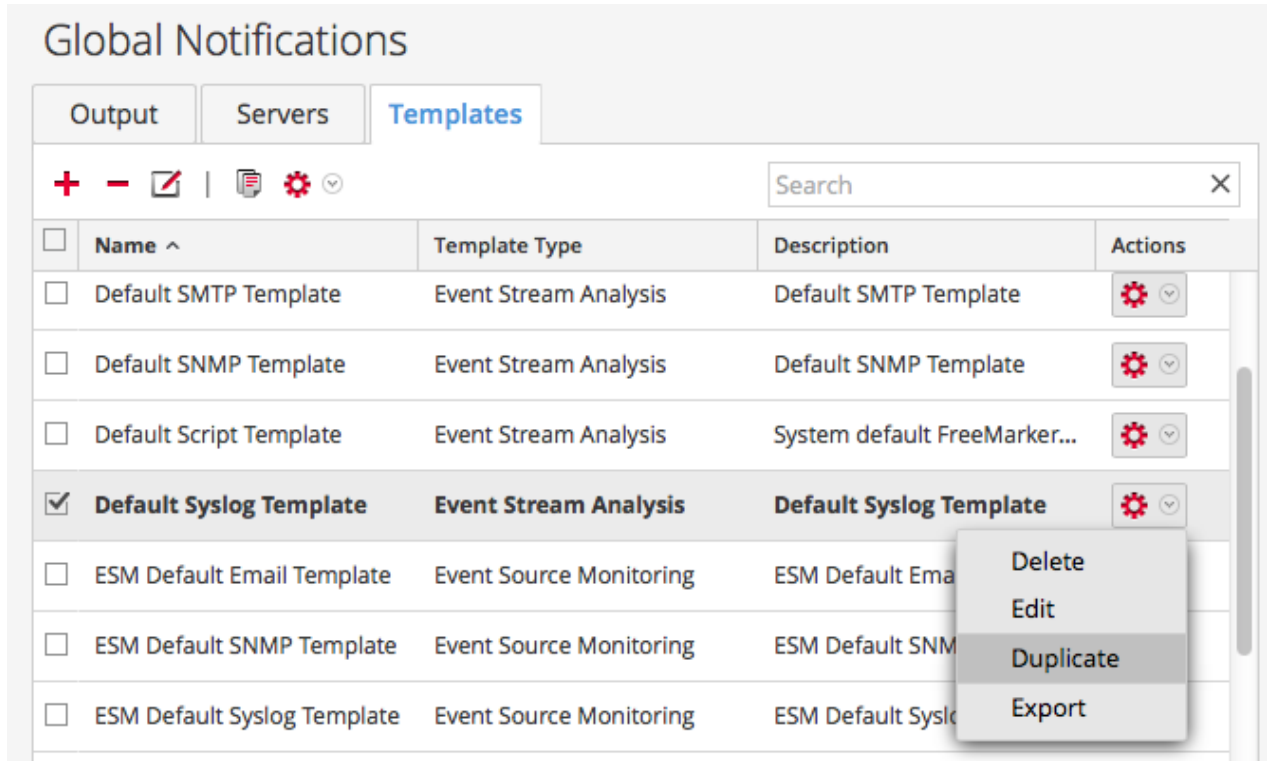 Global Notifications
Output Servers Templates
Search
Name Template Type Description Actions
Default SMTP Template Event Stream Analysis Default SMTP Template
Default SNMP Template Event Stream Analysis Default SNMP Template
Default Script Template Event Stream Analysis System default FreeMarker...
Default Syslog Template Event Stream Analysis Default Syslog Template
ESM Default Email Template Event Source Monitoring ESM Default Ema
ESM Default SNMP Template Event Source Monitoring ESM Default SNM
ESM Default Syslog Template Event Source Monitoring ESM Default Syslo
Delete
Edit
Duplicate
Export